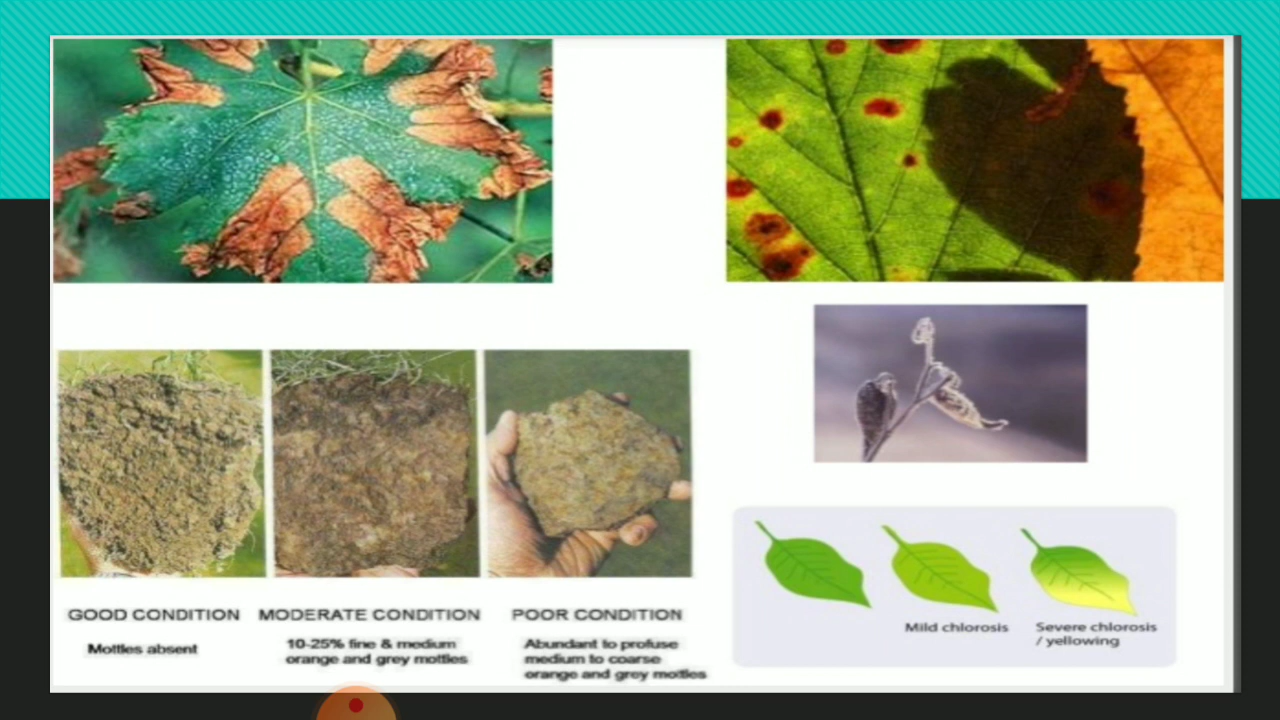 GOOD CONDITION
Mottles absent
MODERATE CONDITION
10-25% fine & medium
orange and grey mottles
POOR CONDITION
Abundant to profuse
medium to coarse
orange and grey mottles
Mild chlorosis
Severe chlorosis
/ yellowing